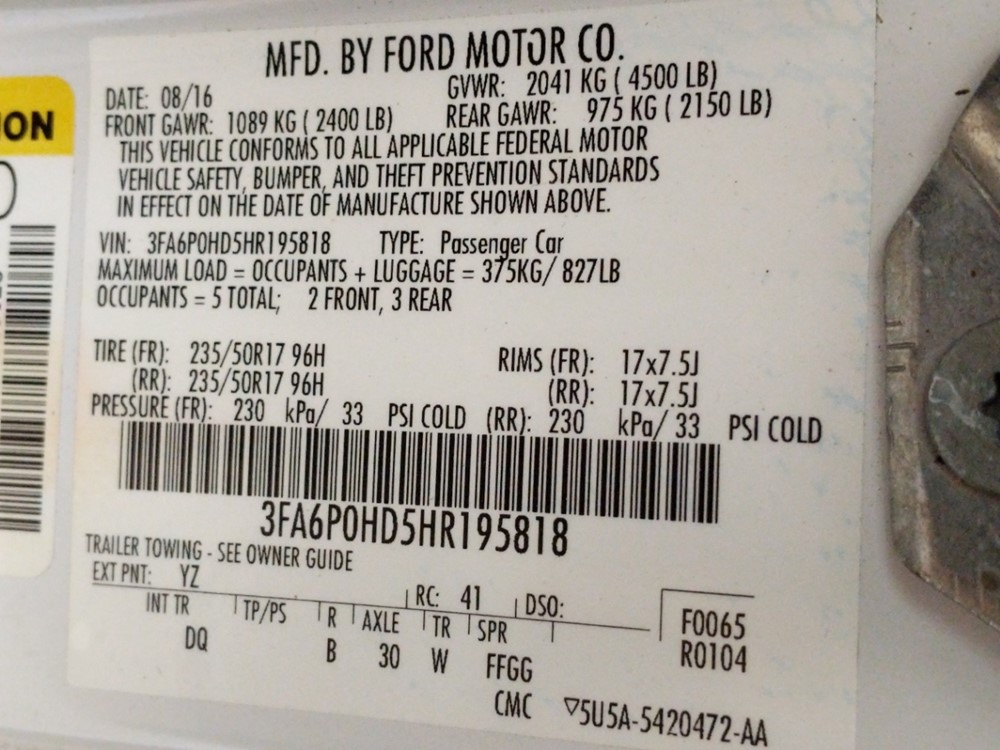 ION
MFD. BY FORD MOTOR CO.
DATE: 08/16 GVWR: 2041 KG ( 4500 LB)
FRONT GAWR: 1089 KG ( 2400 LB) REAR GAWR: 975 KG ( 2150 LB)
THIS VEHICLE CONFORMS TO ALL APPLICABLE FEDERAL MOTOR
VEHICLE SAFETY, BUMPER, AND THEFT PREVENTION STANDARDS
IN EFFECT ON THE DATE OF MANUFACTURE SHOWN ABOVE.
VIN: 3FA6P0HD5HR195818 TYPE: Passenger Car
MAXIMUM LOAD = OCCUPANTS + LUGGAGE = 375KG/ 827LB
OCCUPANTS = 5 TOTAL; 2 FRONT, 3 REAR
TIRE (FR): 235/50R17 96H RIMS (FR): 17x7.5J
(RR): 235/50R17 96H (RR): 17x7.5J
PRESSURE (FR): 230 kPa/ 33 PSI COLD (RR): 230 kPa/ 33 PSI COLD
3FA6P0HD5HR195818
TRAILER TOWING - SEE OWNER GUIDE
EXT PNT: YZ RC: 41 DSO:
INT TR TP/PS R AXLE TR SPR F0065
DQ B 30 W FFGG R0104
CMC ▽5U5A-5420472-AA